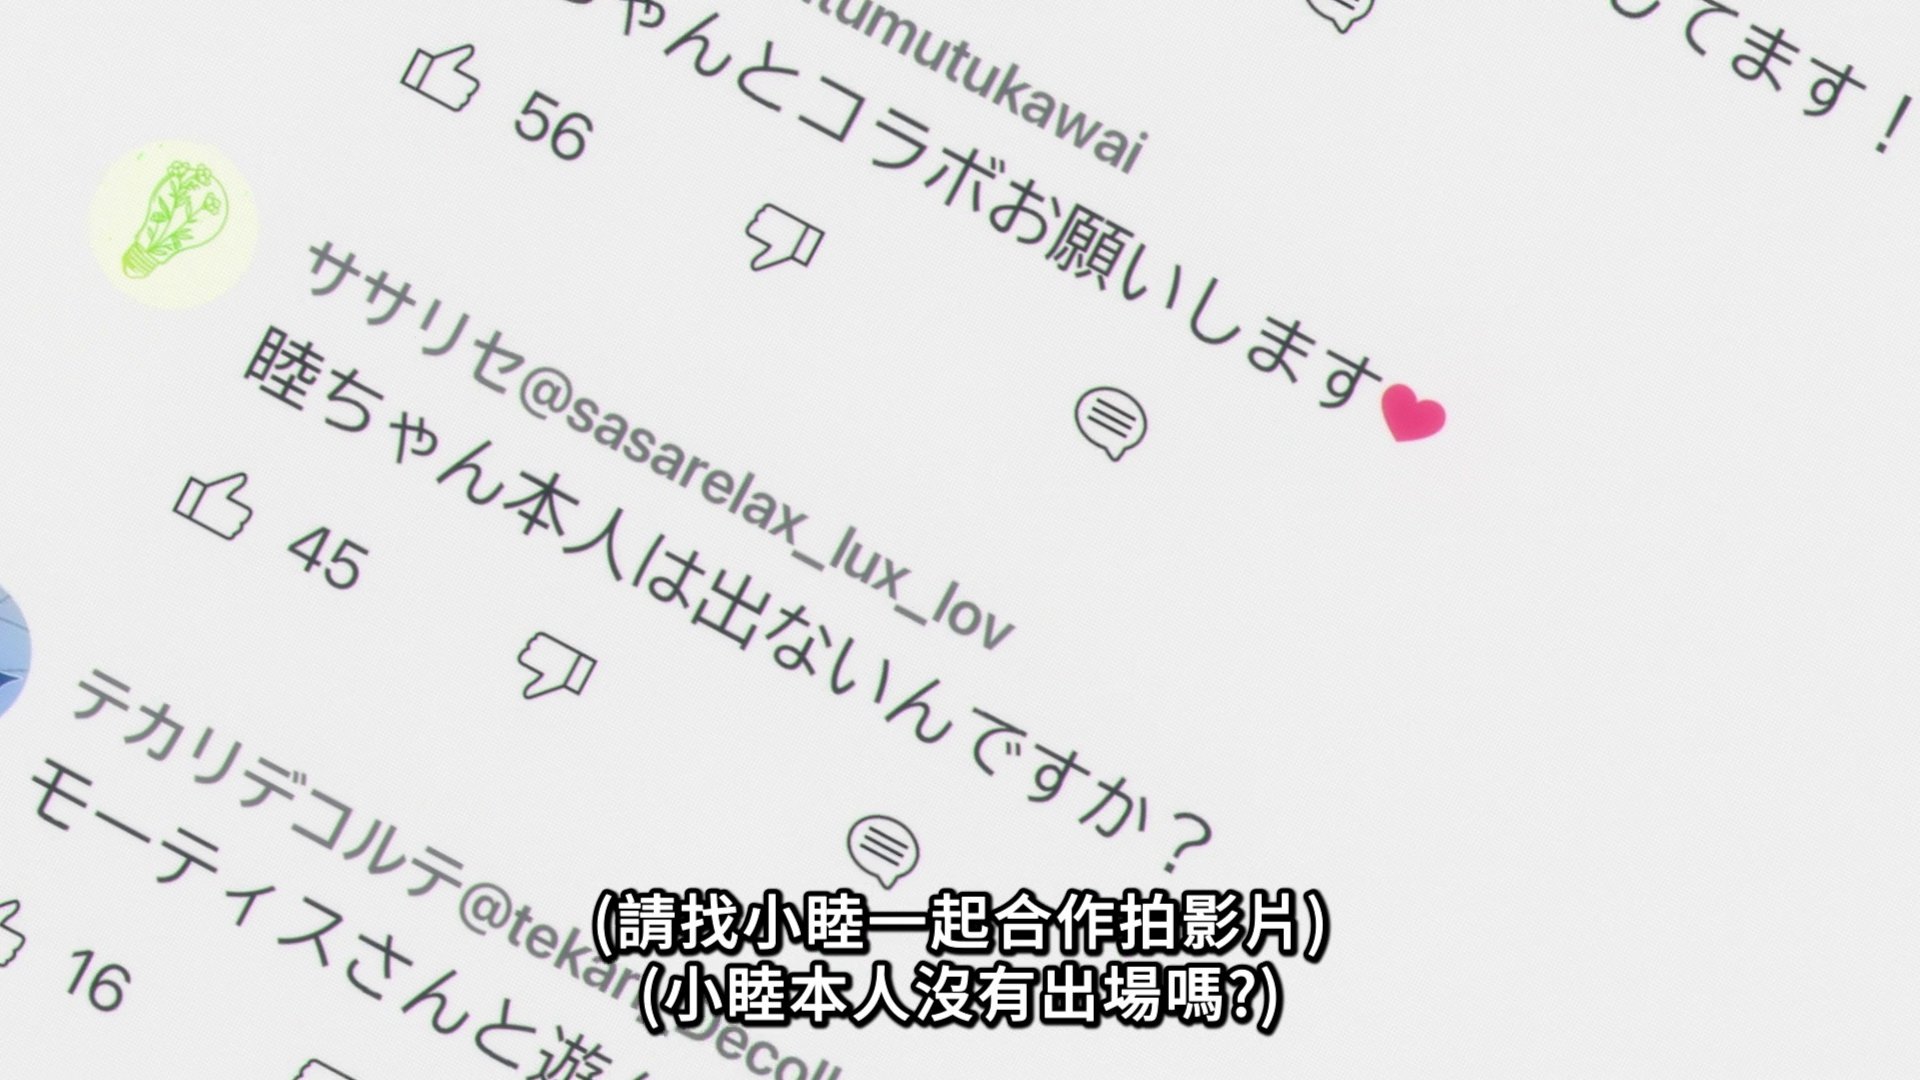 してます！
tumutukawai
ちゃんとコラボお願いします❤
56
ササリセ@sasarelax_lux_lov
睦ちゃん本人は出ないんですか？
45
テカリデコルテ@tekari_Decoll
モーティスさんと遊
16
(請找小睦一起合作拍影片)
(小睦本人沒有出場嗎?)